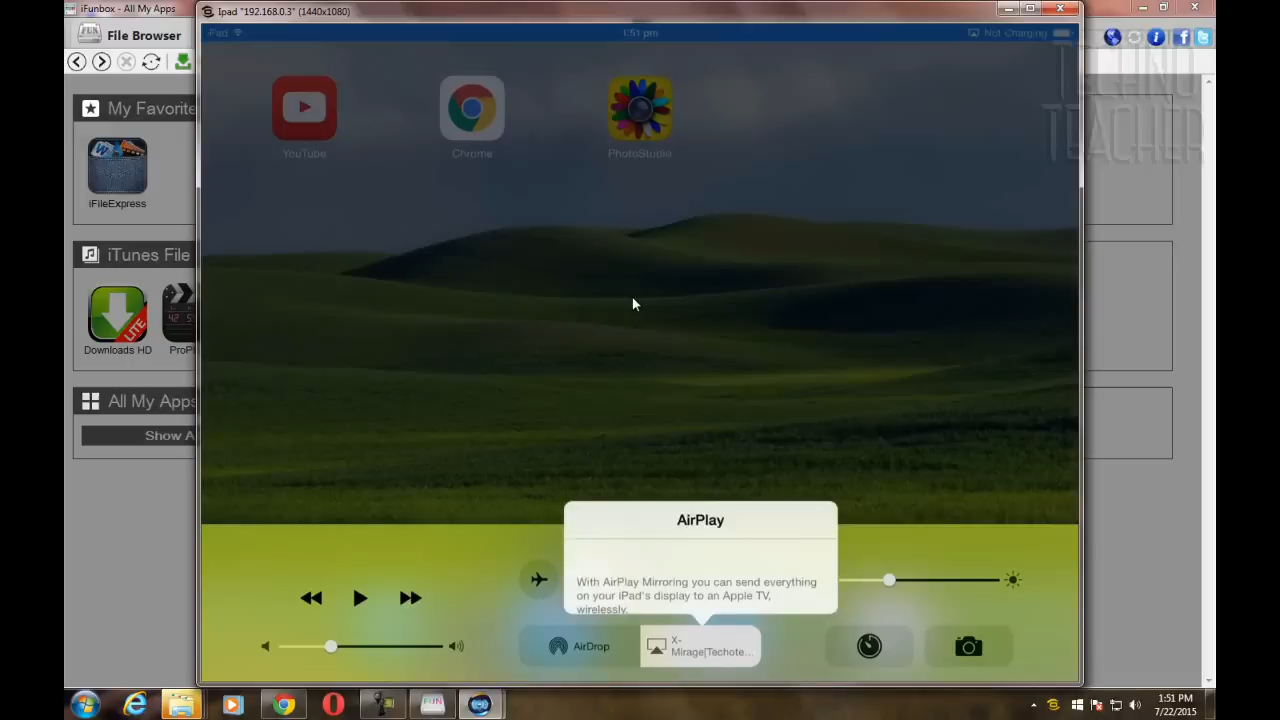 iFunbox - All My Apps
Ipad "192.168.0.3" (1440x1080)
File Browser
iPad
1:51 pm
Not Charging
TECHNO
TEACHER
My Favorite
iFileExpress
YouTube
Chrome
PhotoStudio
iTunes File
LITE
Downloads HD
ProPi
All My Apps
Show A
AirPlay
With AirPlay Mirroring you can send everything
on your iPad's display to an Apple TV,
wirelessly.
AirDrop
X-
Mirage[Techote...
1:51 PM
7/22/2015